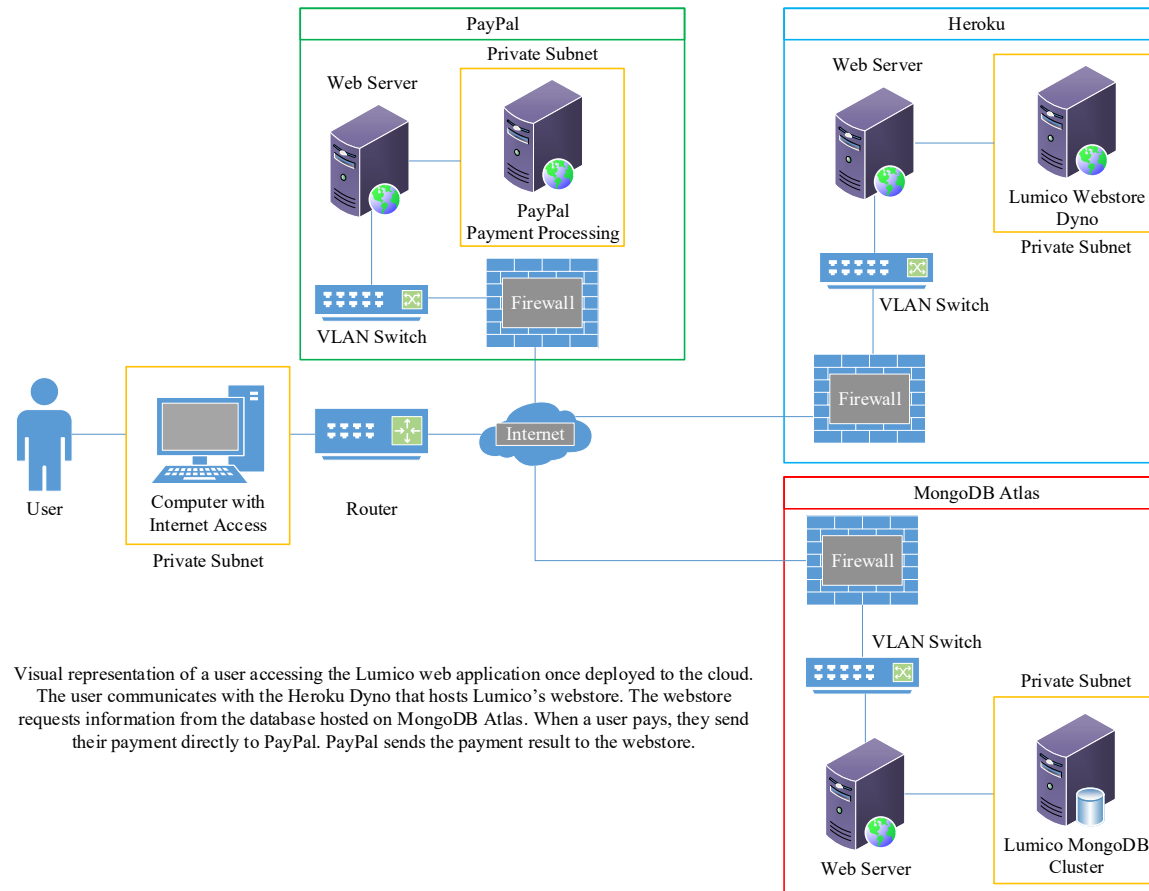 PayPal
Private Subnet
Web Server
PayPal
Payment Processing
Firewall
VLAN Switch
Heroku
Web Server
Lumico Webstore
Dyno
Private Subnet
VLAN Switch
Firewall
User
Computer with
Internet Access
Private Subnet
Router
Internet
MongoDB Atlas
Firewall
VLAN Switch
Private Subnet
Web Server
Lumico MongoDB
Cluster
Visual representation of a user accessing the Lumico web application once deployed to the cloud.
The user communicates with the Heroku Dyno that hosts Lumico’s webstore. The webstore
requests information from the database hosted on MongoDB Atlas. When a user pays, they send
their payment directly to PayPal. PayPal sends the payment result to the webstore.